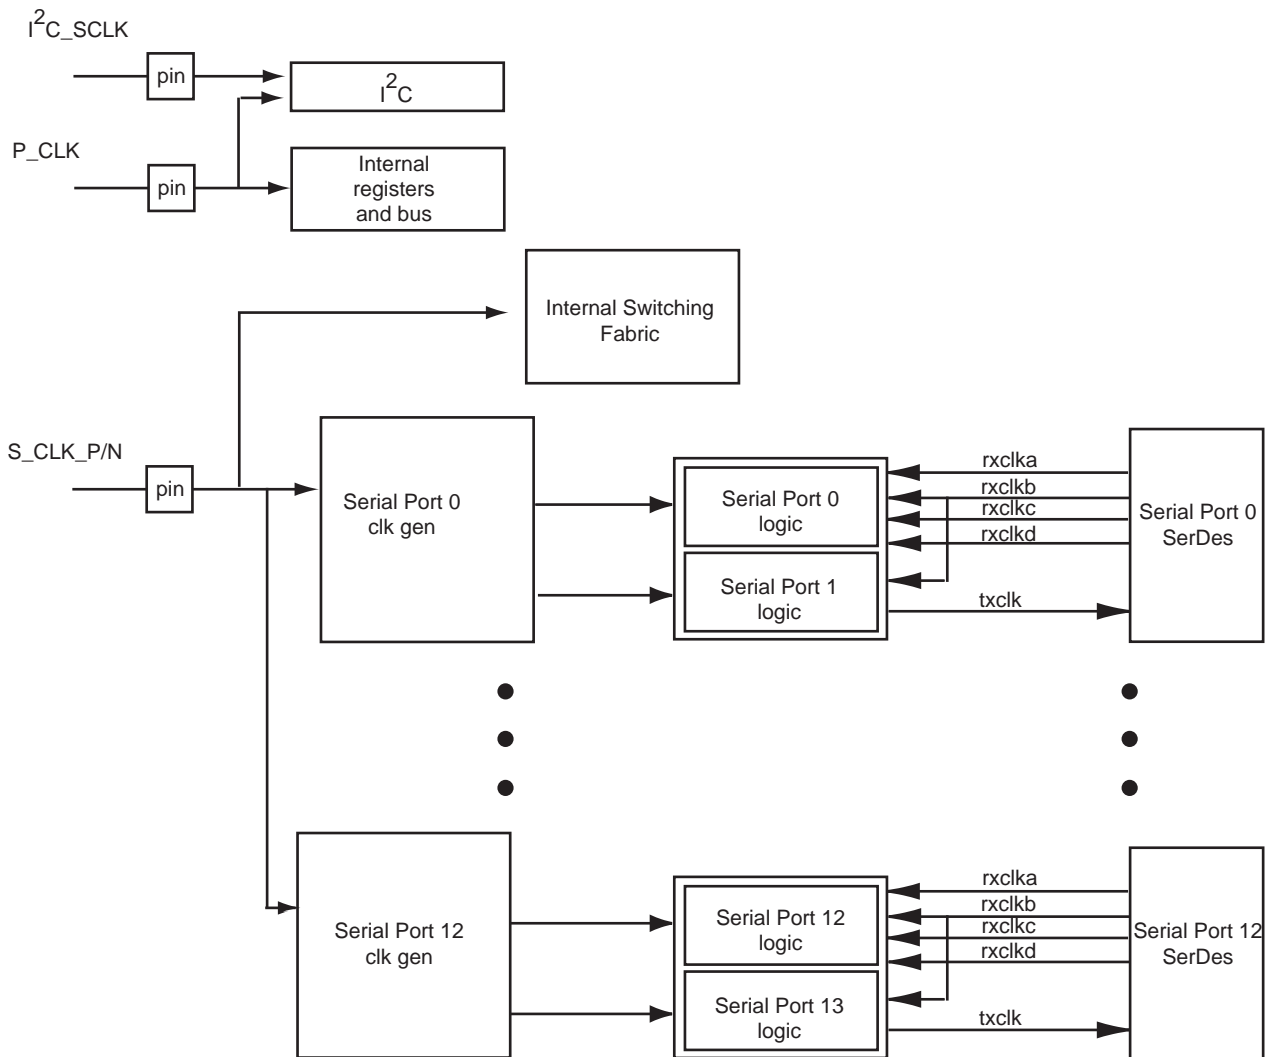 I²C_SCLK
pin
I²C
P_CLK
pin
Internal
registers
and bus
Internal Switching
Fabric
S_CLK_P/N
pin
Serial Port 0
clk gen
Serial Port 0
logic
Serial Port 1
logic
rxclka
rxclkb
rxclkc
rxclkd
txclk
Serial Port 0
SerDes
Serial Port 12
clk gen
Serial Port 12
logic
Serial Port 13
logic
rxclka
rxclkb
rxclkc
rxclkd
txclk
Serial Port 12
SerDes